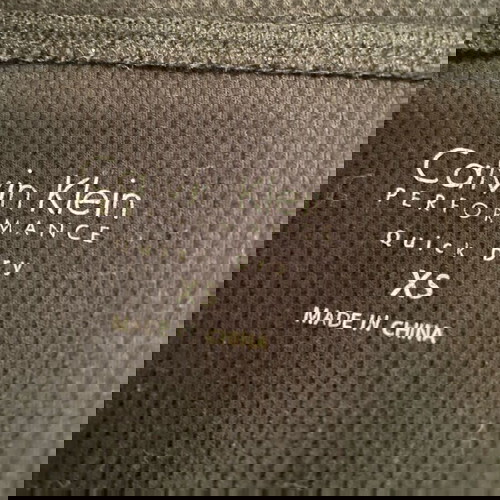 Calvin Klein
PERFORMANCE
Quick Dry
XS
MADE IN CHINA